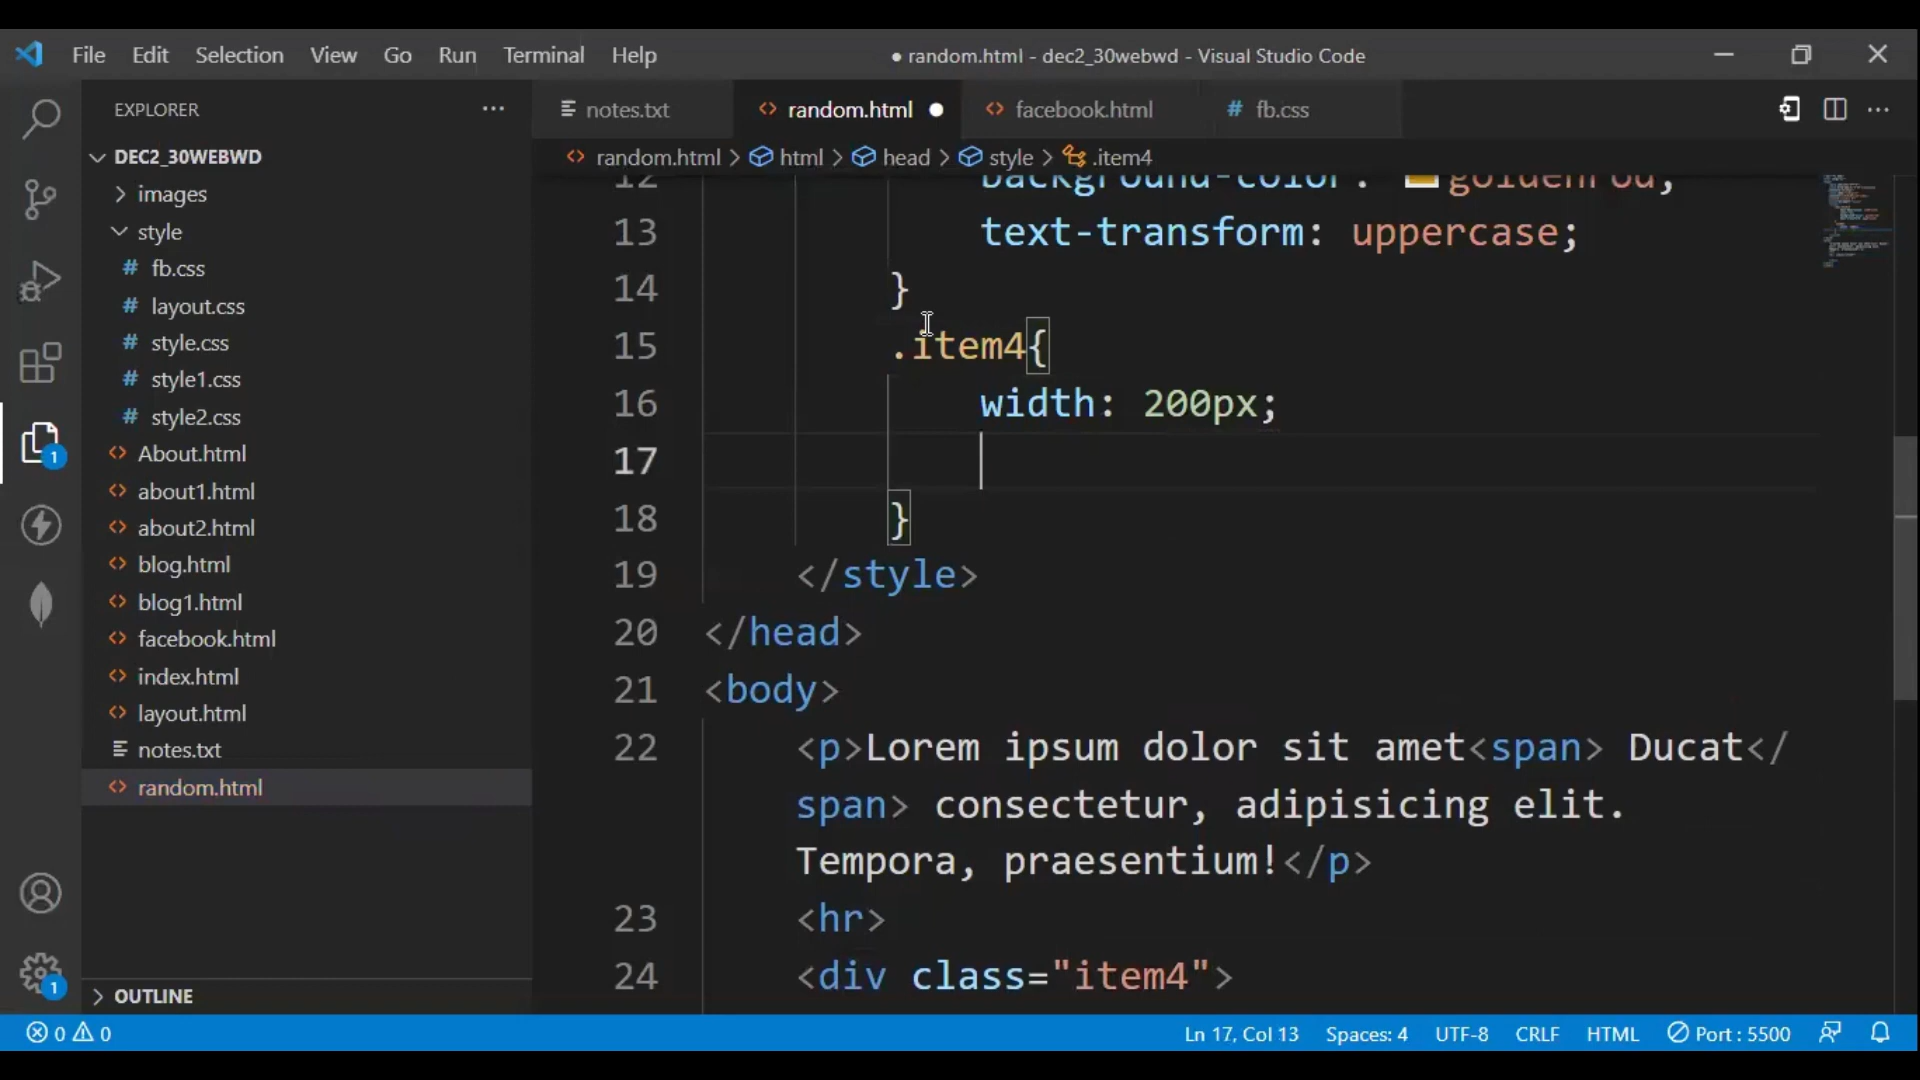 File Edit Selection View Go Run Terminal Help ● random.html - dec2_30webwd - Visual Studio Code
EXPLORER ···
notes.txt random.html facebook.html # fb.css
random.html > html > head > style > .item4
DEC2_30WEBWD
images
style
# fb.css
# layout.css
# style.css
# style1.css
# style2.css
<> About.html
<> about1.html
<> about2.html
<> blog.html
<> blog1.html
<> facebook.html
<> index.html
<> layout.html
notes.txt
<> random.html
OUTLINE
12 background-color: goldenrod;
13 text-transform: uppercase;
14 }
15 .item4{
16 width: 200px;
17
18 }
19 </style>
20 </head>
21 <body>
22 <p>Lorem ipsum dolor sit amet<span> Ducat</
span> consectetur, adipisicing elit.
Tempora, praesentium!</p>
23 <hr>
24 <div class="item4">
1
1
0 0 Ln 17, Col 13 Spaces: 4 UTF-8 CRLF HTML Port : 5500